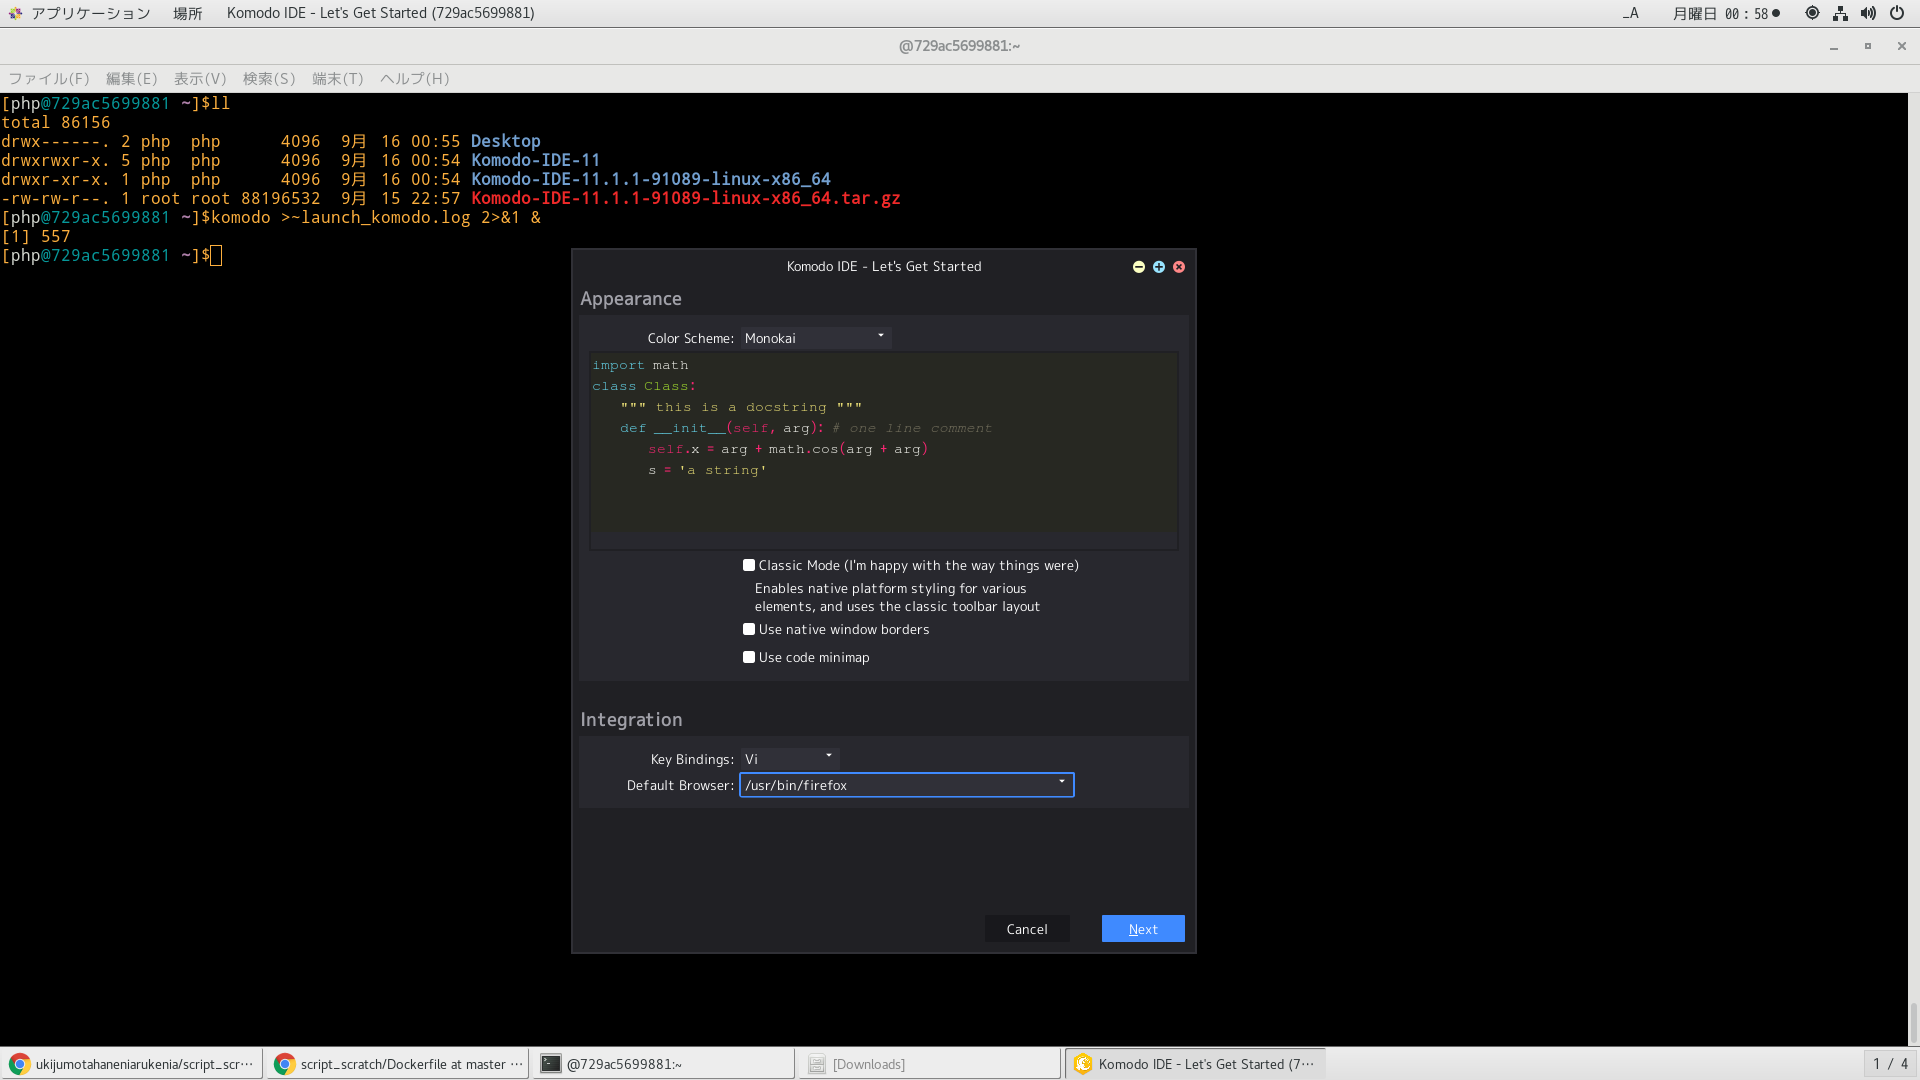 アプリケーション 場所 Komodo IDE - Let's Get Started (729ac5699881) _A 月曜日 00：58
@729ac5699881:~
ファイル(F) 編集(E) 表示(V) 検索(S) 端末(T) ヘルプ(H)
[php@729ac5699881 ~]$ll
total 86156
drwx------. 2 php  php      4096  9月 16 00:55 Desktop
drwxrwxr-x. 5 php  php      4096  9月 16 00:54 Komodo-IDE-11
drwxr-xr-x. 1 php  php      4096  9月 16 00:54 Komodo-IDE-11.1.1-91089-linux-x86_64
-rw-rw-r--. 1 root root 88196532  9月 15 22:57 Komodo-IDE-11.1.1-91089-linux-x86_64.tar.gz
[php@729ac5699881 ~]$komodo >~launch_komodo.log 2>&1 &
[1] 557
[php@729ac5699881 ~]$
Komodo IDE - Let's Get Started
Appearance
Color Scheme: Monokai
import math
class Class:
""" this is a docstring """
def __init__(self, arg): # one line comment
self.x = arg + math.cos(arg + arg)
s = 'a string'
Classic Mode (I'm happy with the way things were)
Enables native platform styling for various
elements, and uses the classic toolbar layout
Use native window borders
Use code minimap
Integration
Key Bindings: Vi
Default Browser: /usr/bin/firefox
Cancel Next
ukijumotahaneniarukenia/script_scr… script_scratch/Dockerfile at master … @729ac5699881:~ [Downloads] Komodo IDE - Let's Get Started (7… 1 / 4